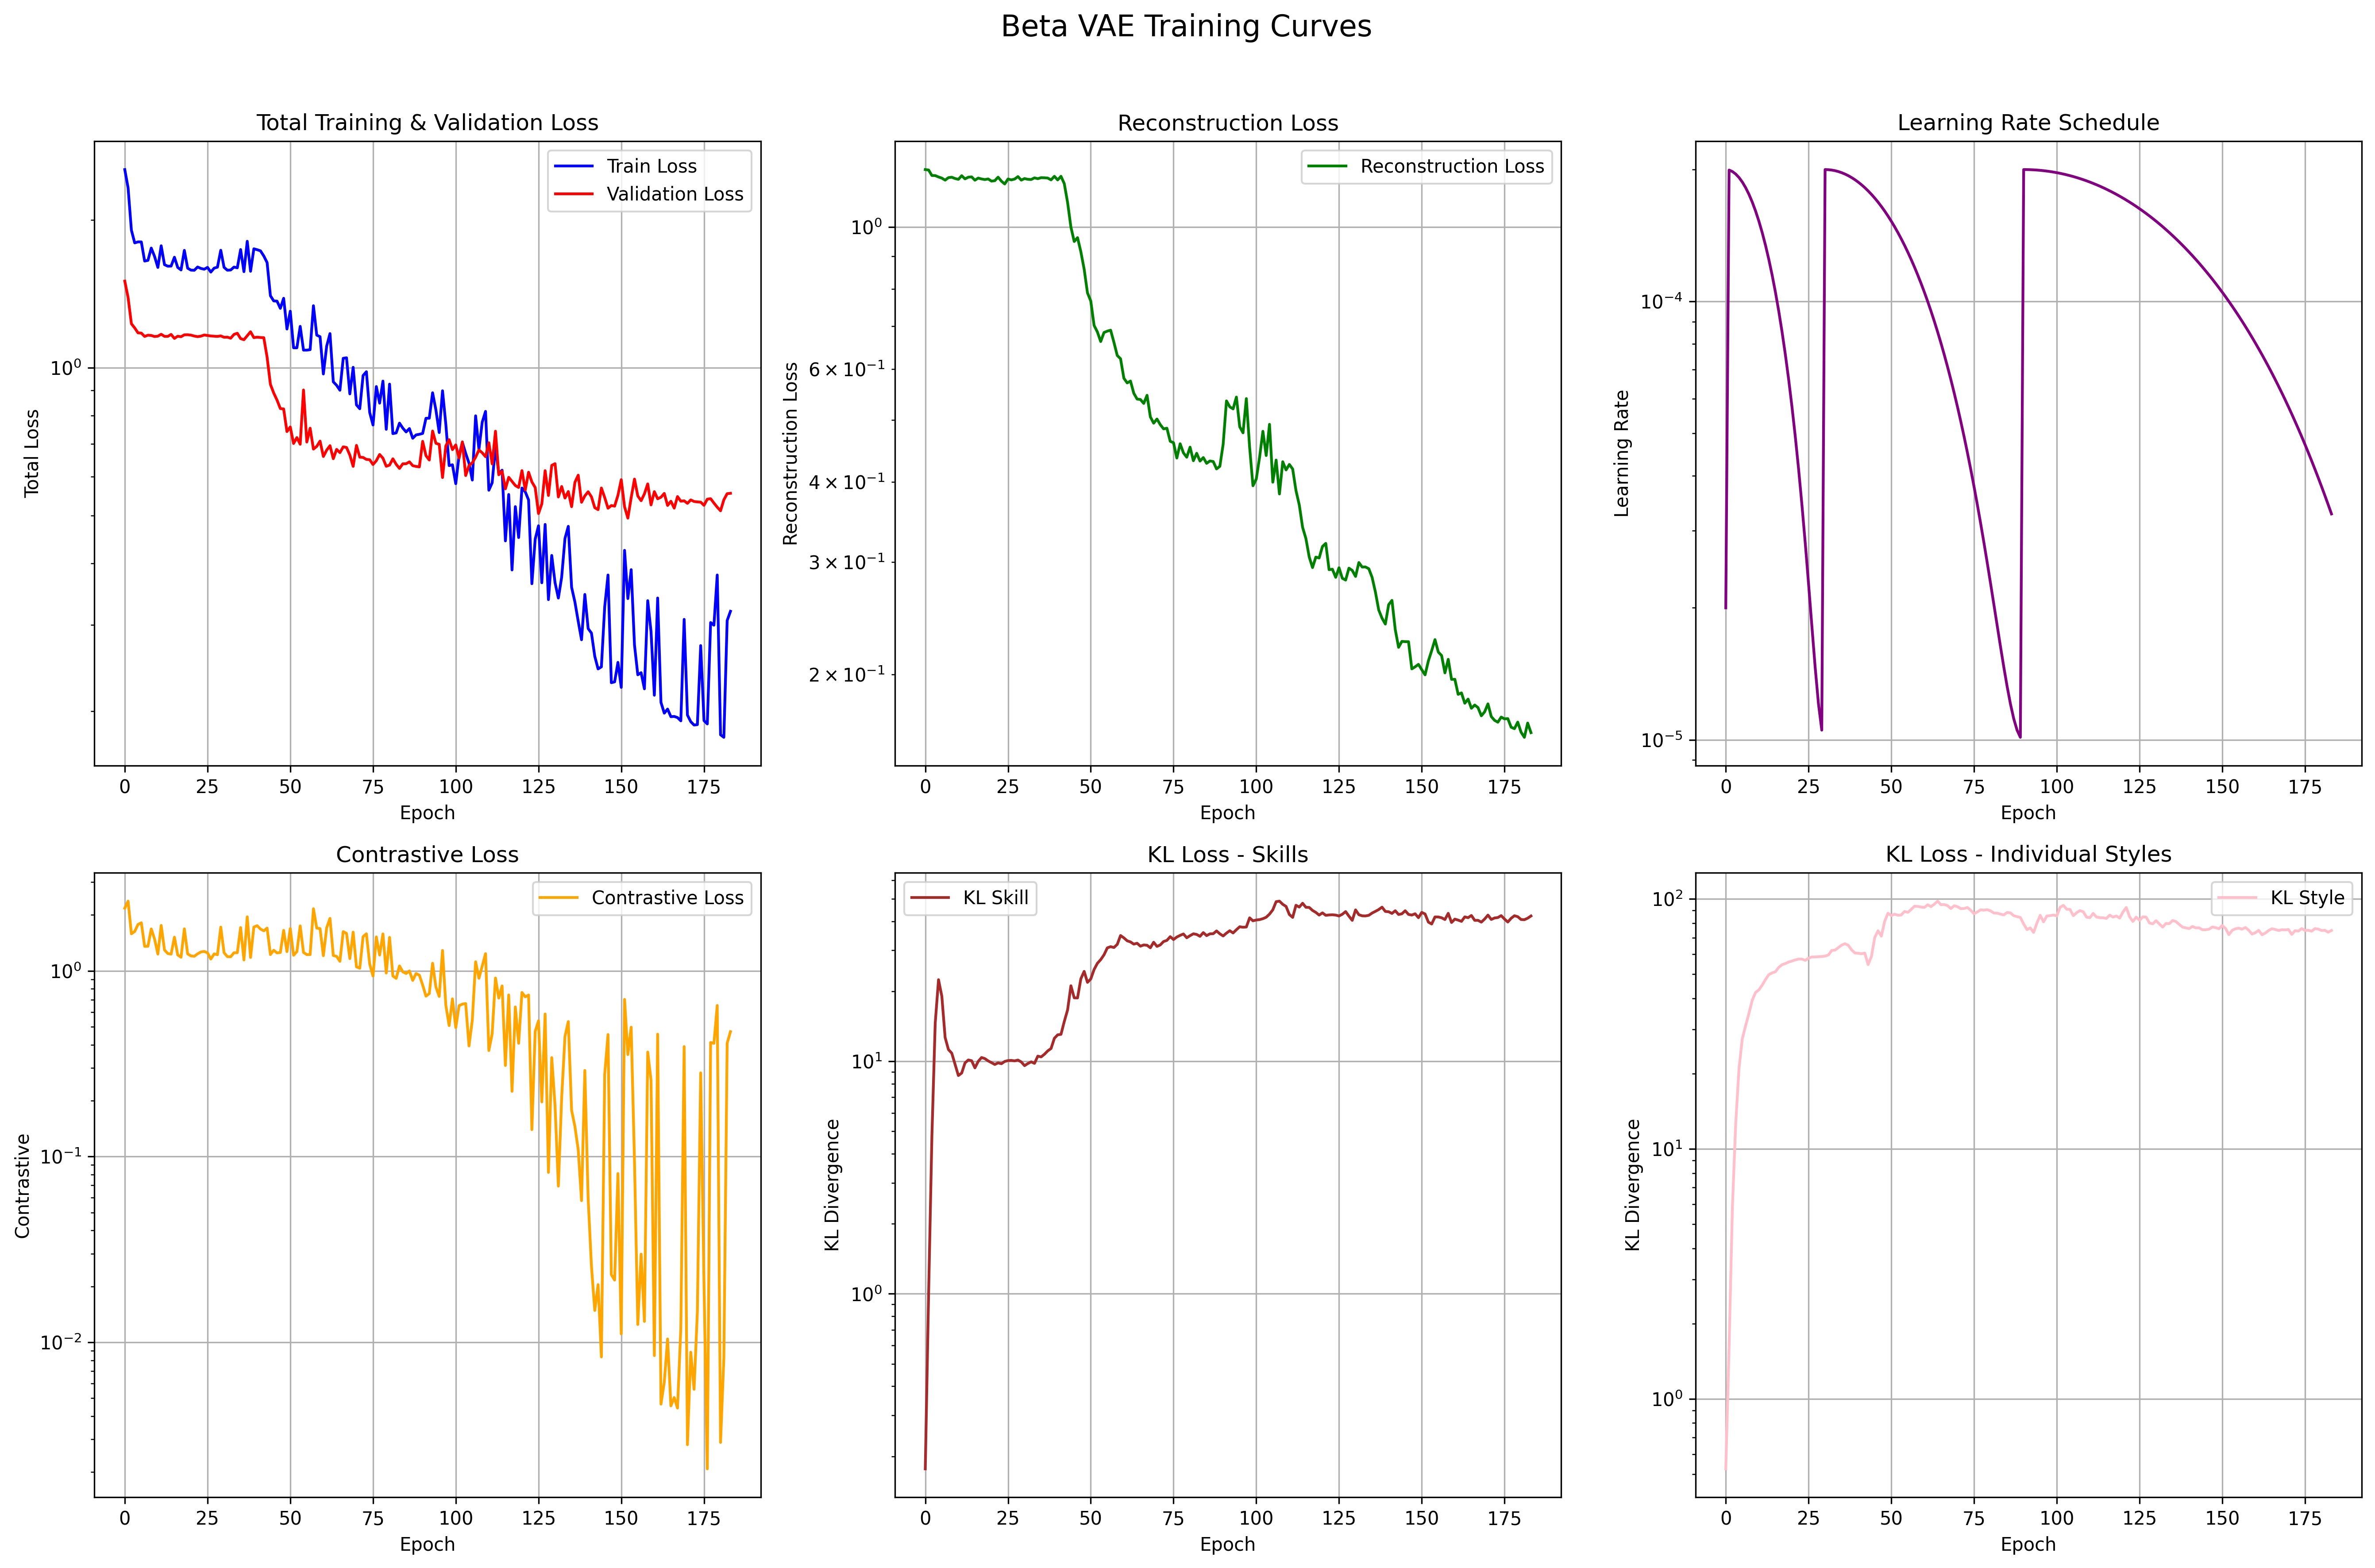 Beta VAE Training Curves
Total Training & Validation Loss
Train Loss
Validation Loss
Total Loss
10⁰
0 25 50 75 100 125 150 175
Epoch
Reconstruction Loss
Reconstruction Loss
Reconstruction Loss
10⁰
6 × 10⁻¹
4 × 10⁻¹
3 × 10⁻¹
2 × 10⁻¹
0 25 50 75 100 125 150 175
Epoch
Learning Rate Schedule
Learning Rate
10⁻⁴
10⁻⁵
0 25 50 75 100 125 150 175
Epoch
Contrastive Loss
Contrastive Loss
Contrastive
10⁰
10⁻¹
10⁻²
0 25 50 75 100 125 150 175
Epoch
KL Loss - Skills
KL Skill
KL Divergence
10¹
10⁰
0 25 50 75 100 125 150 175
Epoch
KL Loss - Individual Styles
KL Style
KL Divergence
10²
10¹
10⁰
0 25 50 75 100 125 150 175
Epoch